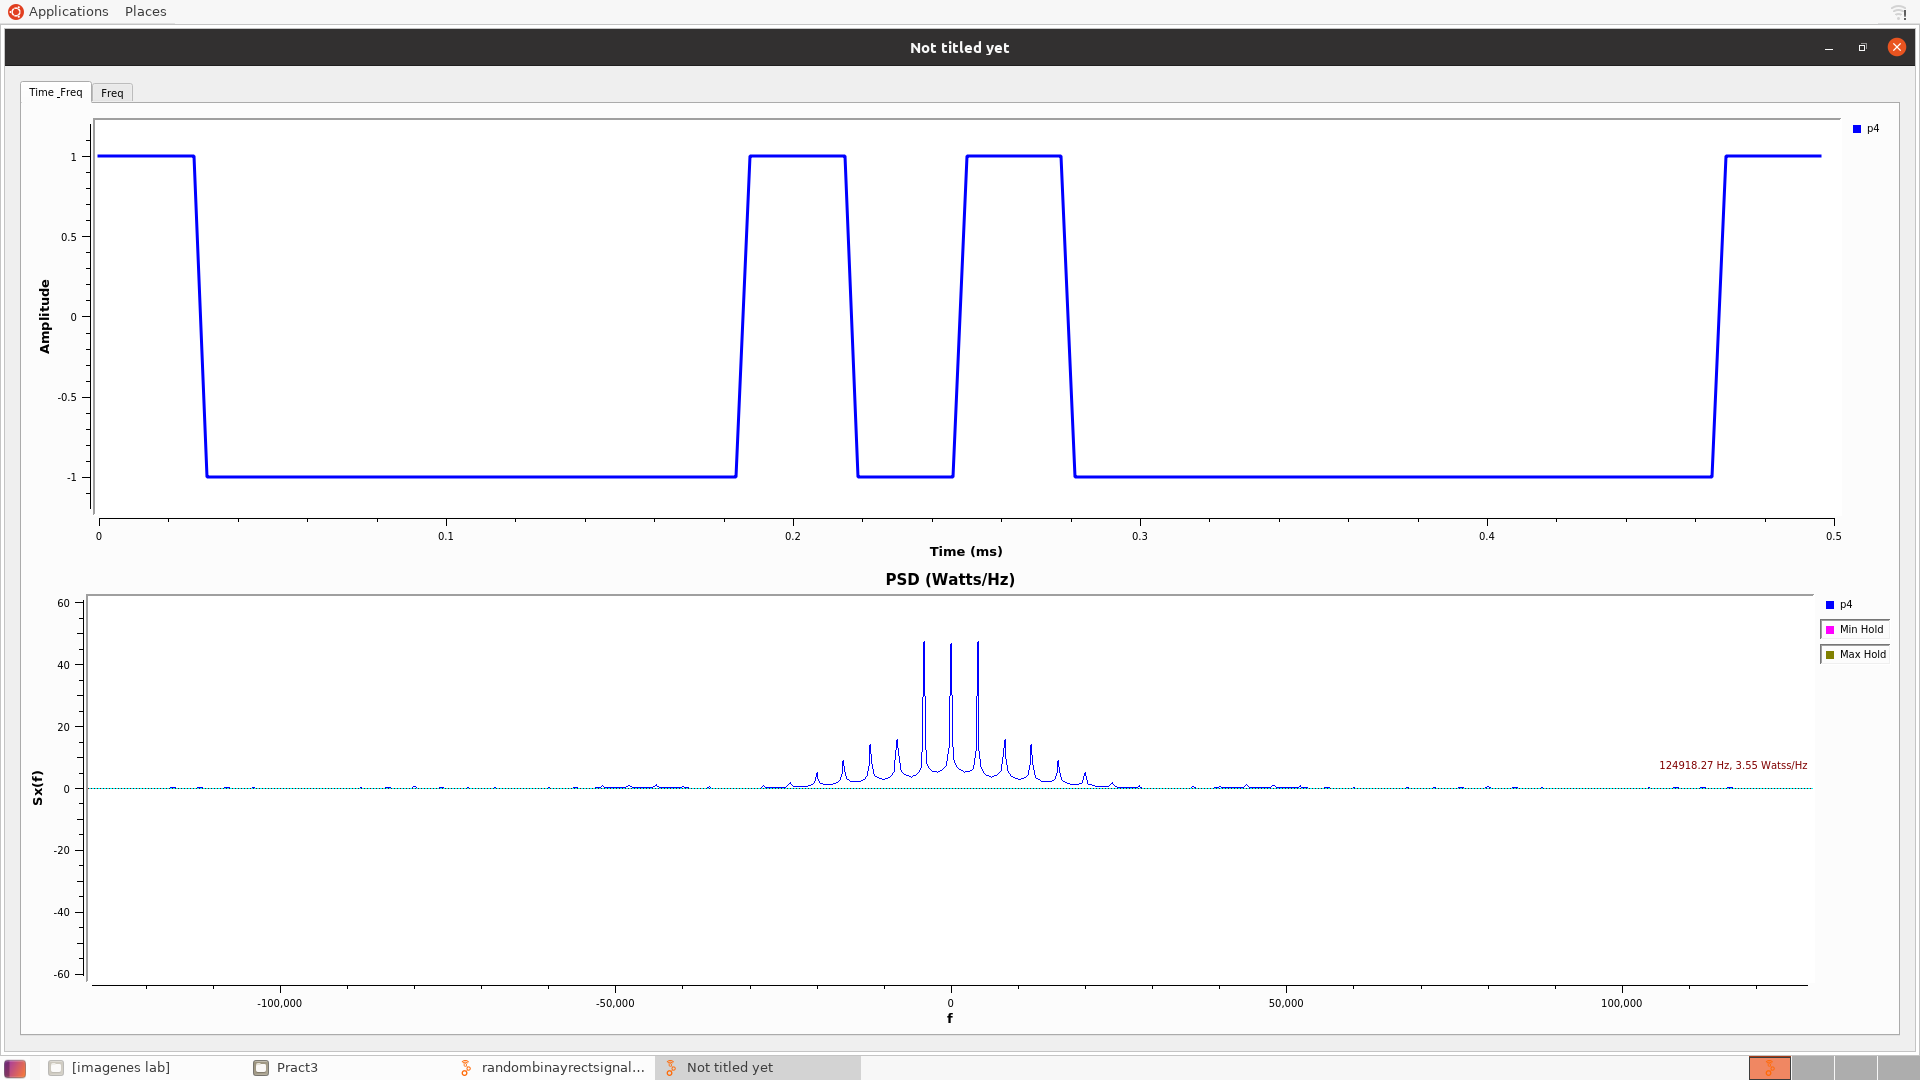 Applications Places
Not titled yet
Time _Freq Freq
p4
1
0.5
0
-0.5
-1
Amplitude
0 0.1 0.2 0.3 0.4 0.5
Time (ms)
PSD (Watts/Hz)
p4
Min Hold
Max Hold
60
40
20
0
-20
-40
-60
Sx(f)
124918.27 Hz, 3.55 Watss/Hz
-100,000 -50,000 0 50,000 100,000
f
[imagenes lab] Pract3 randombinayrectsignal... Not titled yet